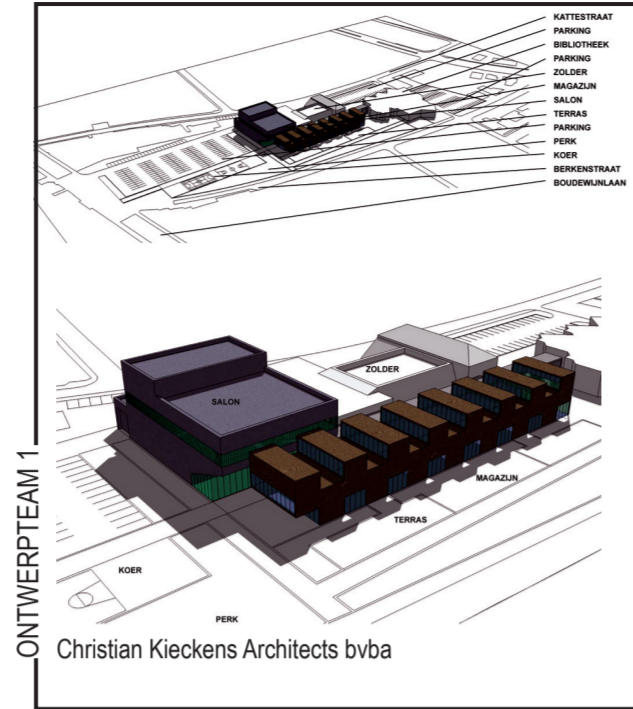 KATTESTRAAT
PARKING
BIBLIOTHEEK
PARKING
ZOLDER
MAGAZIJN
SALON
TERRAS
PARKING
PERK
KOER
BERKENSTRAAT
BOUDEWIJNLAAN
ZOLDER
SALON
MAGAZIJN
TERRAS
KOER
PERK
ONTWERPTEAM 1
Christian Kieckens Architects bvba